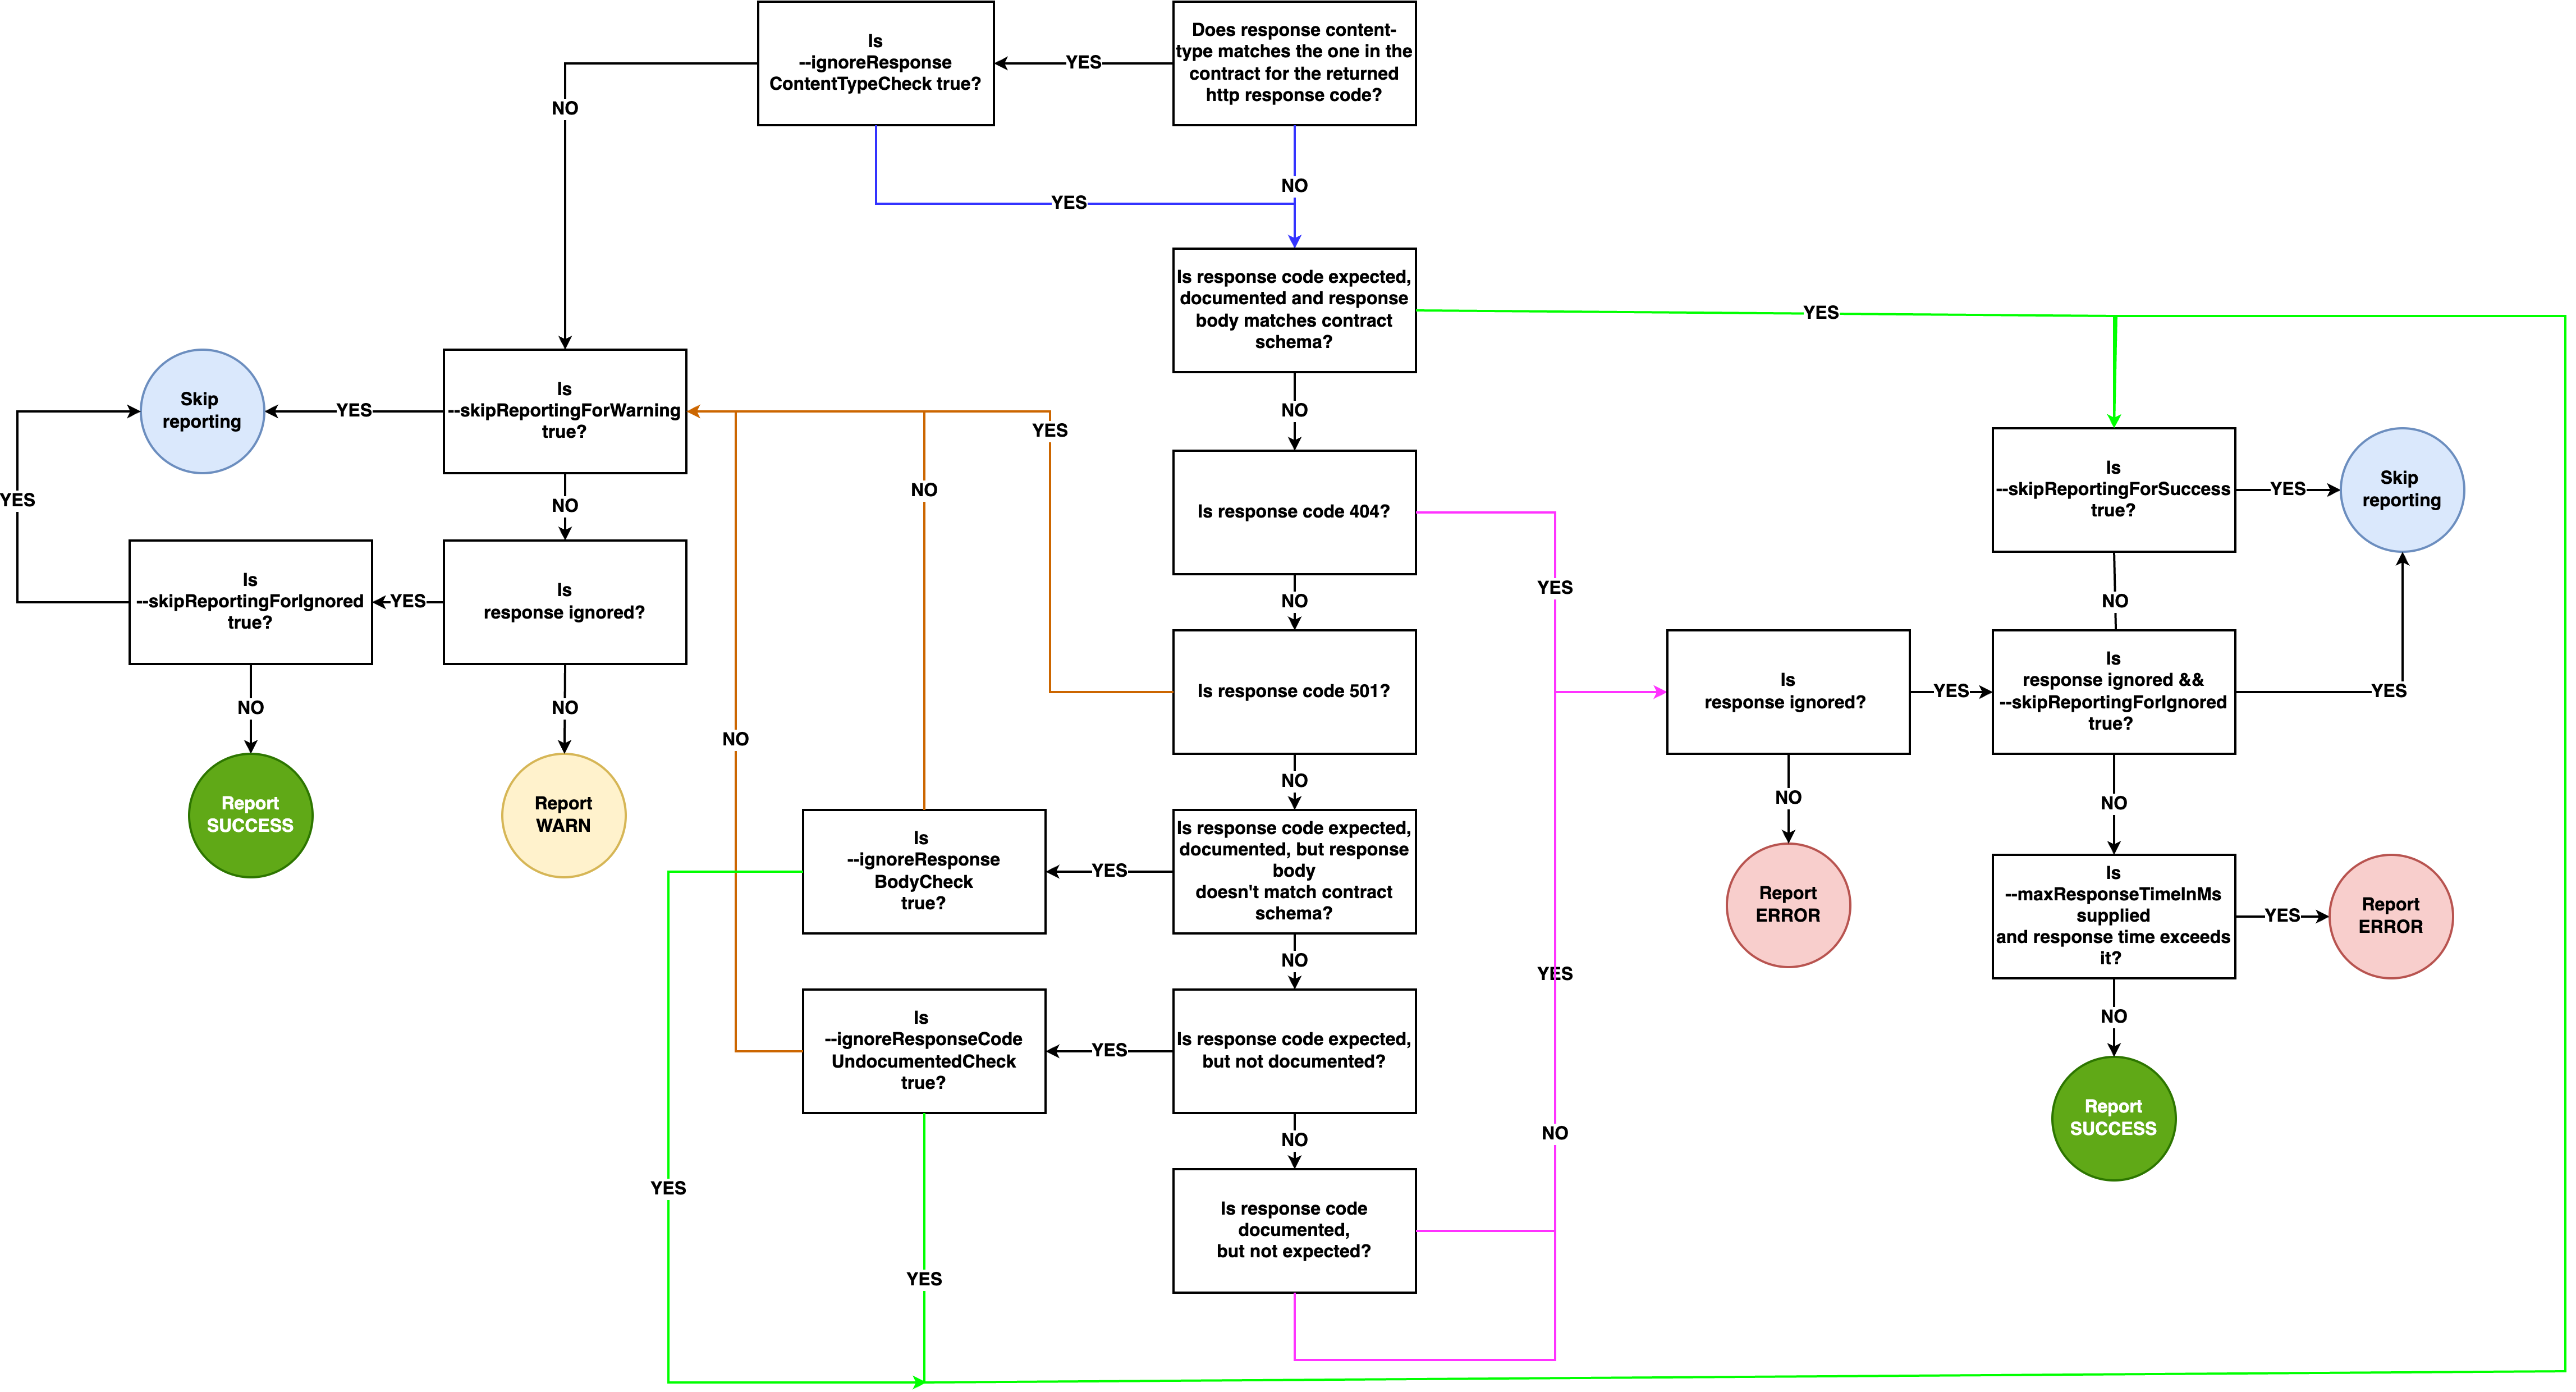 Is
--ignoreResponse
ContentTypeCheck true?
YES
Does response content-
type matches the one in the
contract for the returned
http response code?
NO
NO
YES
Is response code expected,
documented and response
body matches contract
schema?
YES
Skip
reporting
YES
Is
--skipReportingForWarning
true?
YES
NO
YES
NO
NO
Is response code 404?
YES
Is
--skipReportingForSuccess
true?
YES
Skip
reporting
Is
--skipReportingForIgnored
true?
YES
Is
response ignored?
NO
NO
Is response code 501?
Is
response ignored?
YES
Is
response ignored &&
--skipReportingForIgnored
true?
YES
NO
NO
NO
NO
NO
NO
Report
SUCCESS
Report
WARN
Is
--ignoreResponse
BodyCheck
true?
YES
Is response code expected,
documented, but response
body
doesn't match contract
schema?
Report
ERROR
Is
--maxResponseTimeInMs
supplied
and response time exceeds
it?
YES
Report
ERROR
NO
YES
NO
Is
--ignoreResponseCode
UndocumentedCheck
true?
YES
Is response code expected,
but not documented?
NO
NO
Report
SUCCESS
YES
Is response code
documented,
but not expected?
YES